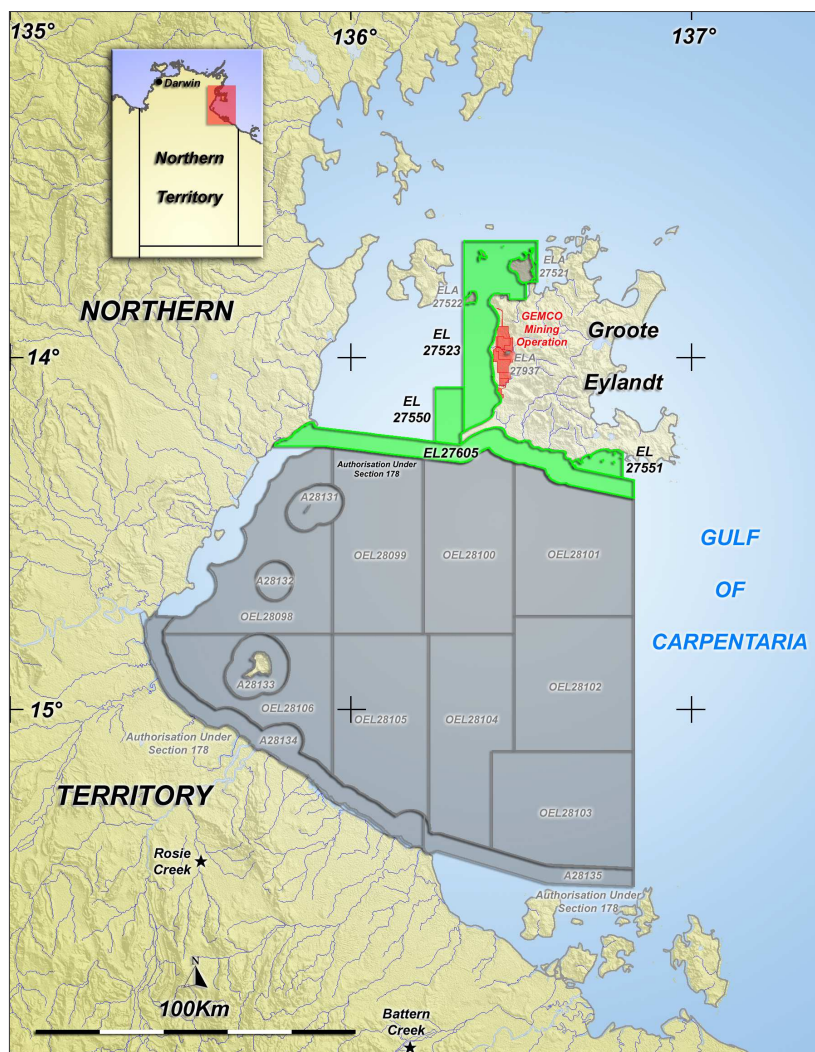 135°
136°
137°
Darwin
Northern
Territory
NORTHERN
ELA
27521
ELA
27522
GEMCO
Mining
Operation
EL
27523
Groote
Eylandt
14°
ELA
27937
EL
27550
EL
27551
EL27605
Authorisation Under
Section 178
A28131
OEL28099
OEL28100
OEL28101
GULF
OF
CARPENTARIA
A28132
OEL28098
A28133
OEL28102
15°
OEL28106
OEL28105
OEL28104
Authorisation Under
Section 178
A28134
TERRITORY
OEL28103
Rosie
Creek
A28135
Authorisation Under
Section 178
N
100Km
Battern
Creek